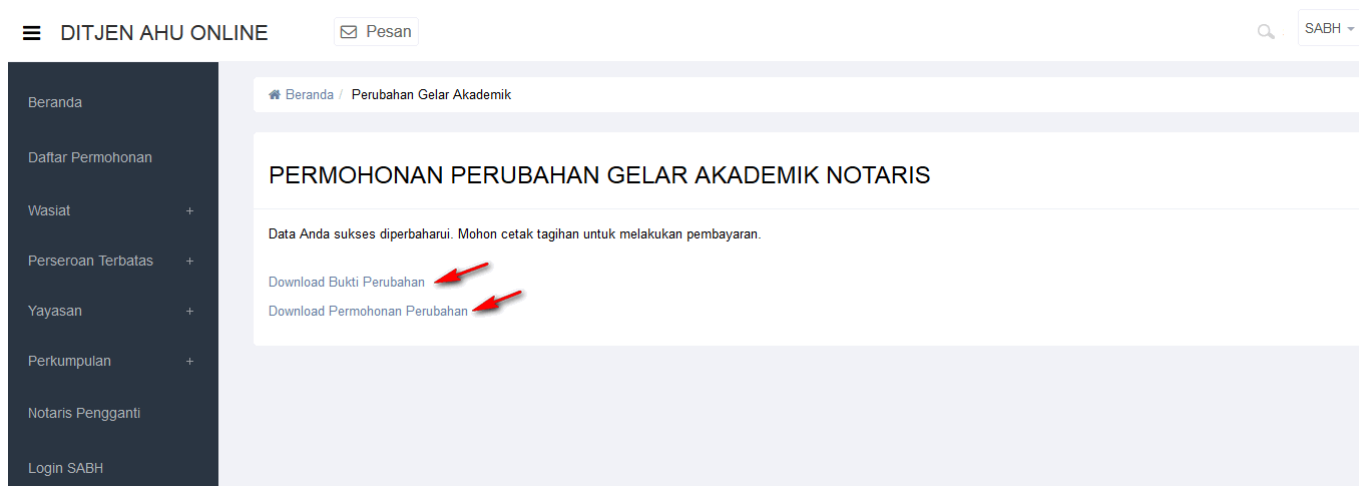 DITJEN AHU ONLINE
Pesan
SABH
Beranda
Daftar Permohonan
Wasiat +
Perseroan Terbatas +
Yayasan +
Perkumpulan +
Notaris Pengganti
Login SABH
Beranda / Perubahan Gelar Akademik
PERMOHONAN PERUBAHAN GELAR AKADEMIK NOTARIS
Data Anda sukses diperbaharui. Mohon cetak tagihan untuk melakukan pembayaran.
Download Bukti Perubahan
Download Permohonan Perubahan